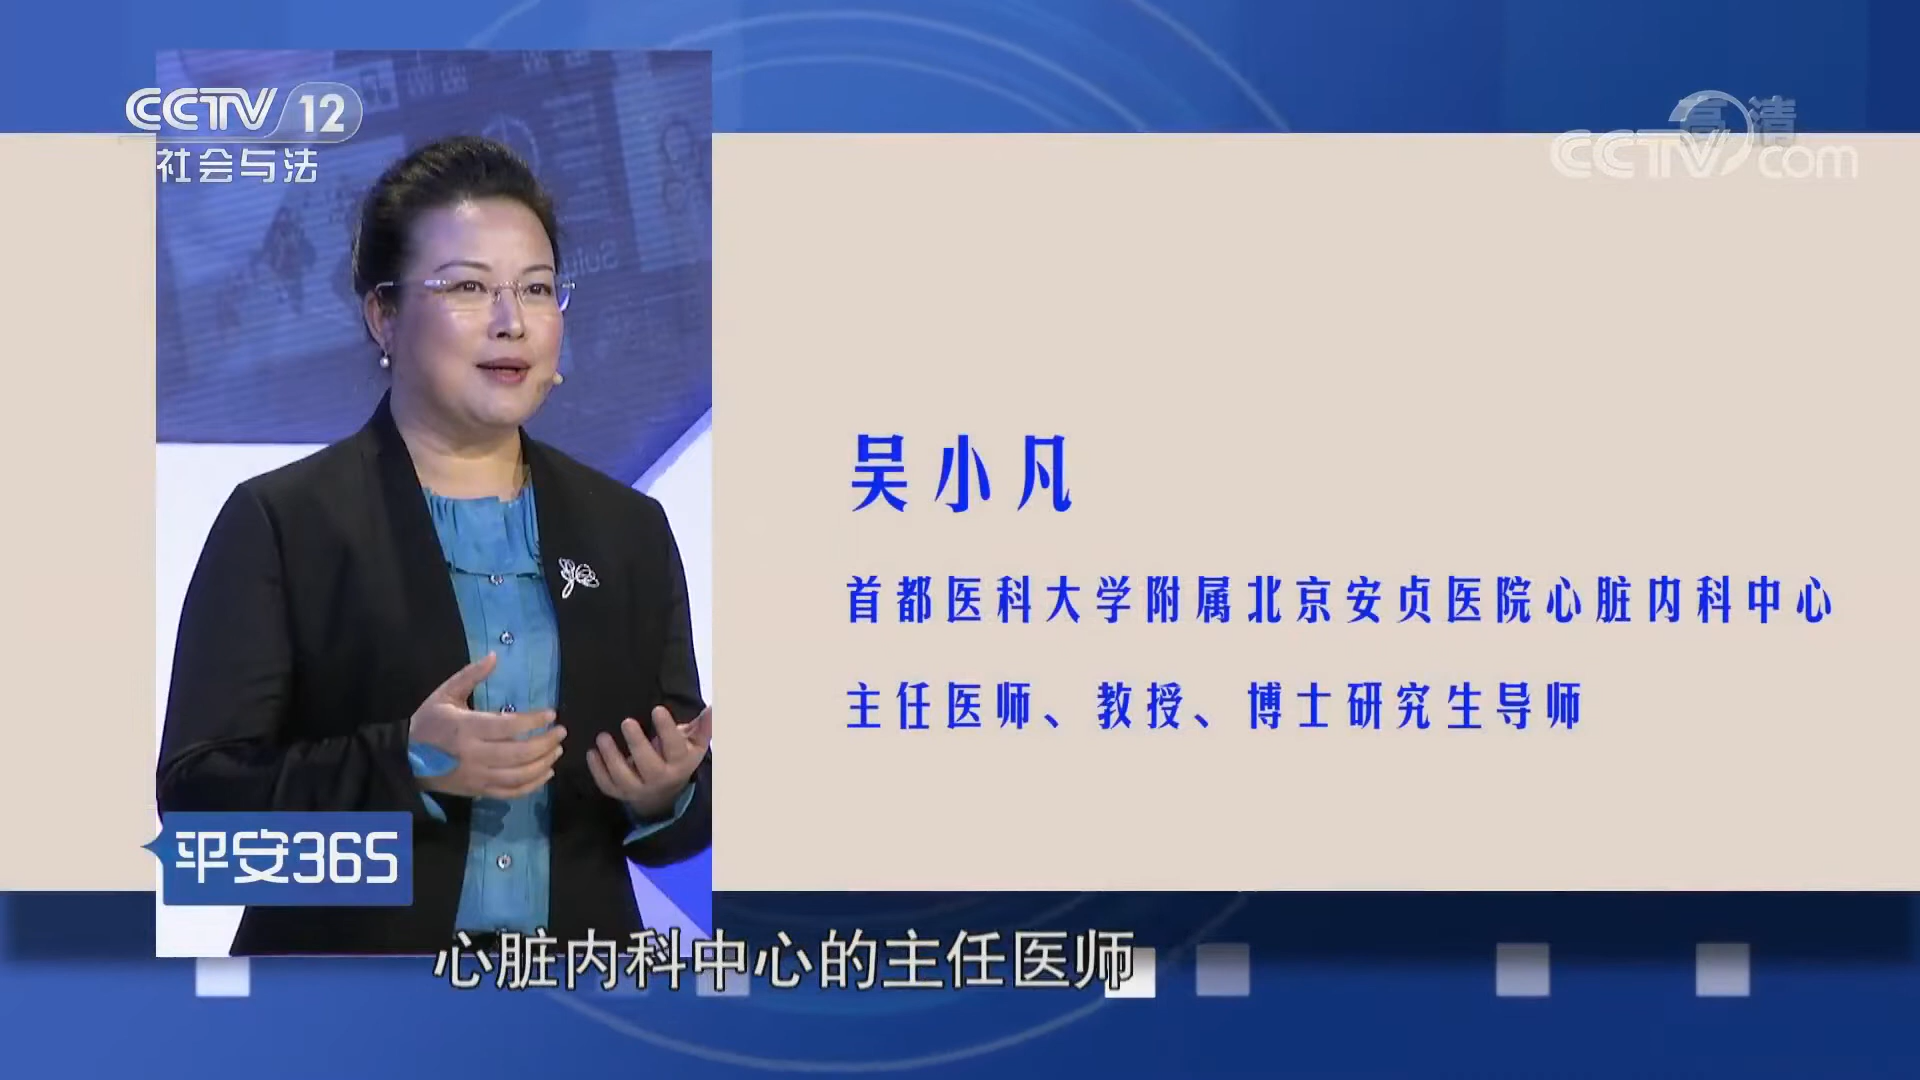 CCTV 12
社会与法
高清
CCTV.com
吴小凡
首都医科大学附属北京安贞医院心脏内科中心
主任医师、教授、博士研究生导师
平安365
心脏内科中心的主任医师